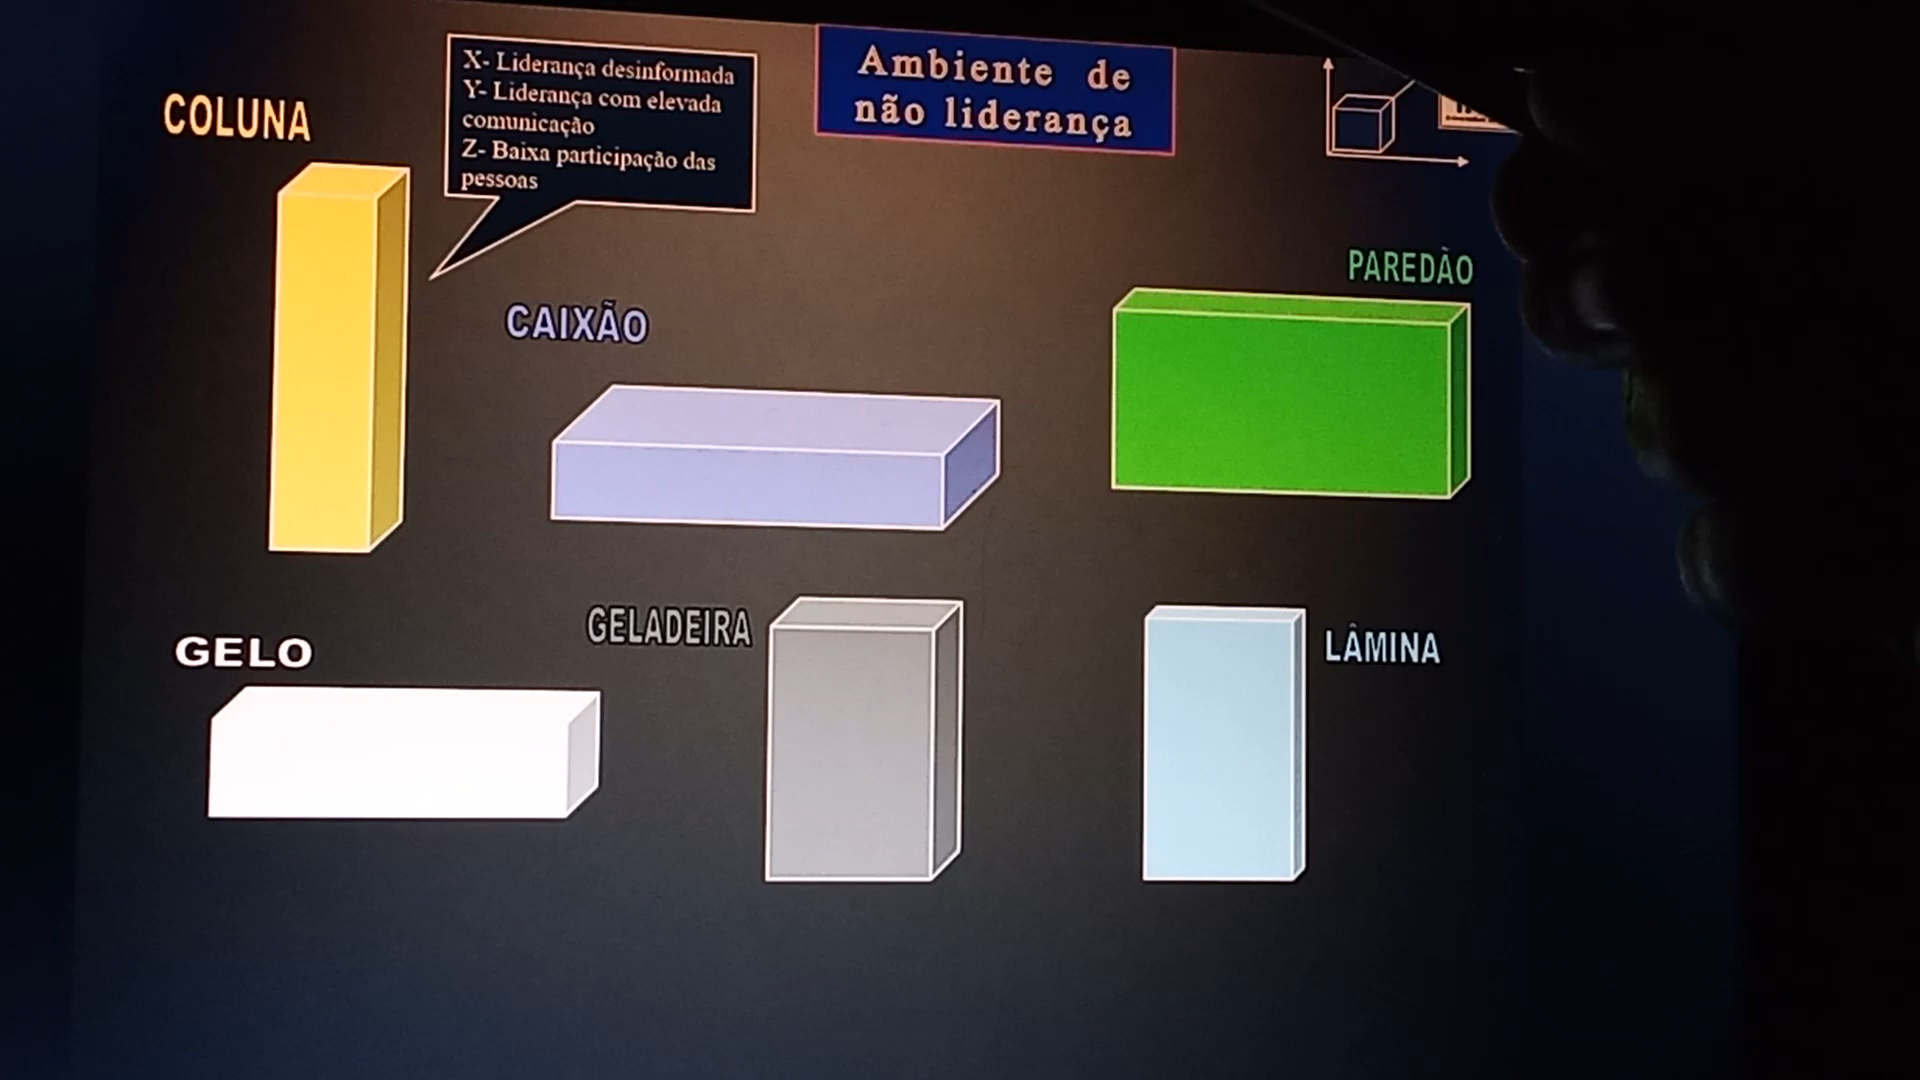 Ambiente de
não liderança
COLUNA
X- Liderança desinformada
Y- Liderança com elevada
comunicação
Z- Baixa participação das
pessoas
CAIXÃO
PAREDÃO
GELO
GELADEIRA
LÂMINA